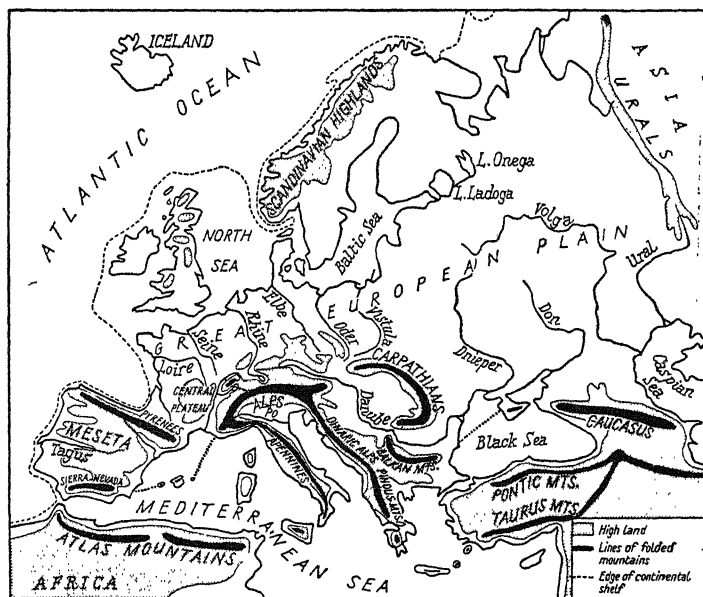 ICELAND
ATLANTIC OCEAN
SCANDINAVIAN HIGHLANDS
ASIA
URALS
L. Onega
L. Ladoga
NORTH
SEA
Baltic Sea
Volga
Ural
GREAT EUROPEAN PLAIN
Elbe
Rhine
Seine
Loire
Oder
Vistula
Don
Dnieper
Caspian
Sea
CENTRAL
PLATEAU
CARPATHIANS
Danube
ALPS
PO
PYRENEES
MESETA
Tagus
SIERRA NEVADA
APENNINES
DINARIC ALPS
PINDUS MTS.
BALKAN MTS.
Black Sea
CAUCASUS
PONTIC MTS.
TAURUS MTS.
MEDITERRANEAN SEA
ATLAS MOUNTAINS
AFRICA
High land
Lines of folded
mountains
Edge of continental
shelf